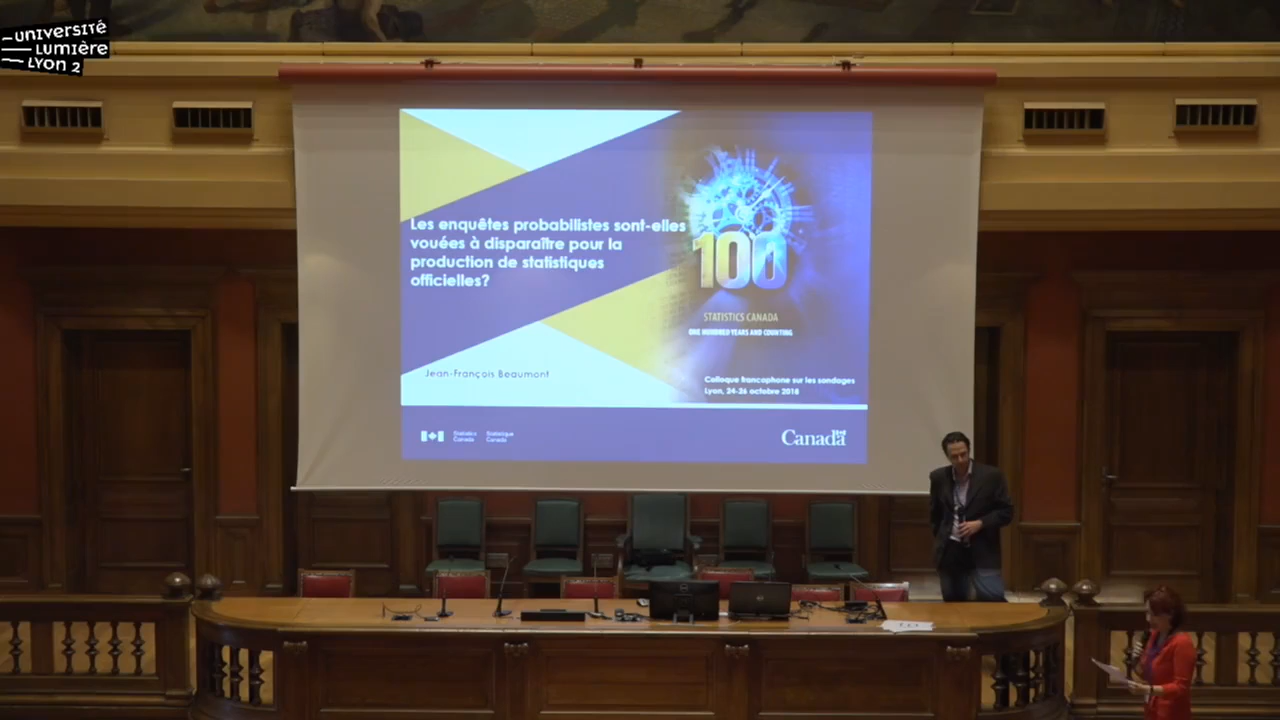 UNIVERSITÉ
LUMIÈRE
LYON 2
Les enquêtes probabilistes sont-elles
vouées à disparaître pour la
production de statistiques
officielles?
100
STATISTICS CANADA
ONE HUNDRED YEARS AND COUNTING
Jean-François Beaumont
Colloque francophone sur les sondages
Lyon, 24-26 octobre 2018
Statistics Statistique
Canada Canada
Canada